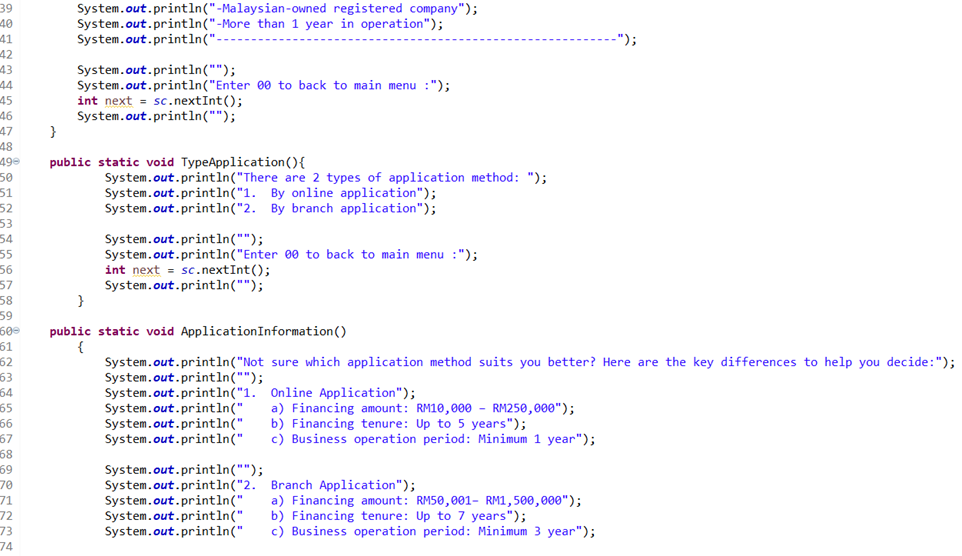 39 System.out.println("-Malaysian-owned registered company");
40 System.out.println("-More than 1 year in operation");
41 System.out.println("----------------------------------------------------------");
42
43 System.out.println("");
44 System.out.println("Enter 00 to back to main menu :");
45 int next = sc.nextInt();
46 System.out.println("");
47 }
48
49 public static void TypeApplication(){
50 System.out.println("There are 2 types of application method: ");
51 System.out.println("1.  By online application");
52 System.out.println("2.  By branch application");
53
54 System.out.println("");
55 System.out.println("Enter 00 to back to main menu :");
56 int next = sc.nextInt();
57 System.out.println("");
58 }
59
60 public static void ApplicationInformation()
61 {
62 System.out.println("Not sure which application method suits you better? Here are the key differences to help you decide:");
63 System.out.println("");
64 System.out.println("1.  Online Application");
65 System.out.println("    a) Financing amount: RM10,000 – RM250,000");
66 System.out.println("    b) Financing tenure: Up to 5 years");
67 System.out.println("    c) Business operation period: Minimum 1 year");
68
69 System.out.println("");
70 System.out.println("2.  Branch Application");
71 System.out.println("    a) Financing amount: RM50,001– RM1,500,000");
72 System.out.println("    b) Financing tenure: Up to 7 years");
73 System.out.println("    c) Business operation period: Minimum 3 year");
74